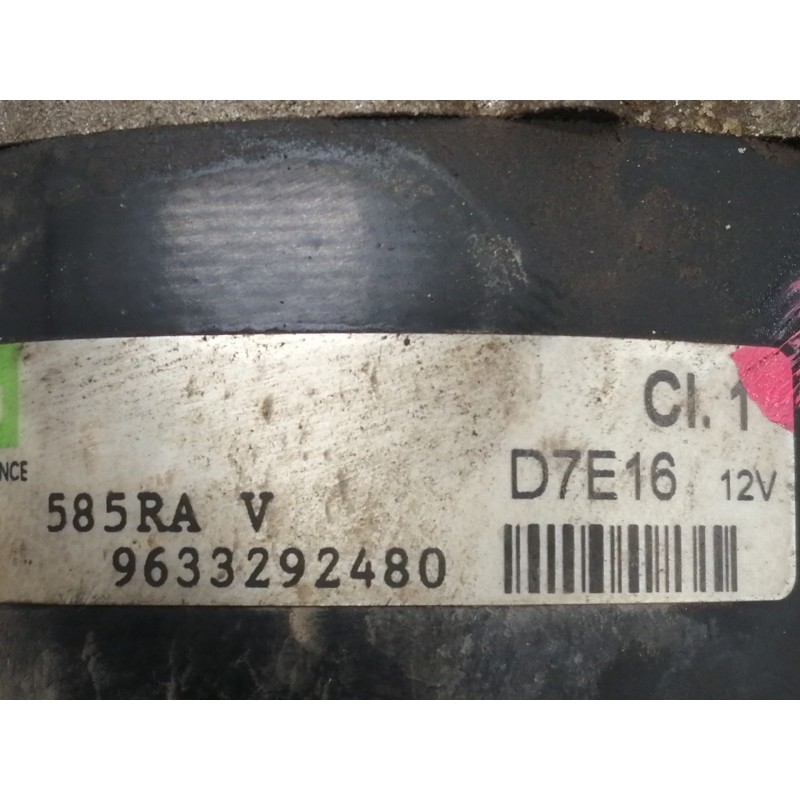 Cl. 1
NCE
D7E16 12V
585RA V
9633292480